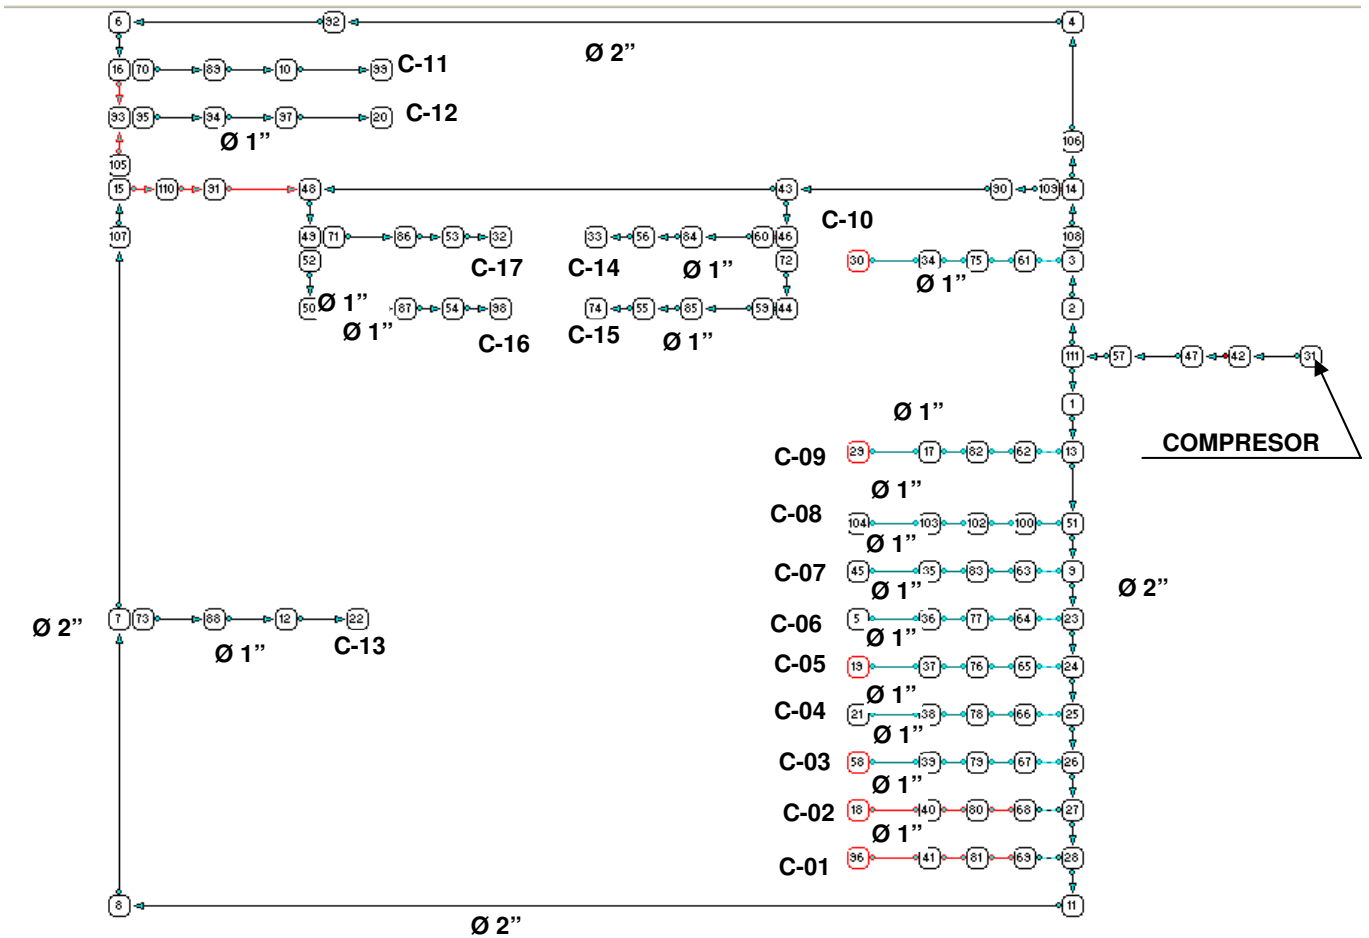 6 92 4
Ø 2”
16 70 89 10 99 C-11
93 95 94 97 20 C-12
Ø 1”
106
105
15 110 91 48 43 90 109 14
C-10
107 49 71 86 53 32 33 56 84 60 46 108
C-17 C-14 Ø 1”
52 72 30 34 75 61 3
Ø 1”
50 Ø 1” 87 54 98 74 55 85 59 44 2
Ø 1” C-16 C-15 Ø 1”
111 57 47 42 31
1
Ø 1”
COMPRESOR
C-09 29 17 82 62 13
Ø 1”
C-08 104 103 102 100 51
Ø 1”
C-07 45 35 83 63 9
Ø 1” Ø 2”
7 73 88 12 22 C-06 5 36 77 64 23
Ø 2” Ø 1” C-13 Ø 1”
C-05 19 37 76 65 24
Ø 1”
C-04 21 38 78 66 25
Ø 1”
C-03 58 39 79 67 26
Ø 1”
C-02 18 40 80 68 27
Ø 1”
C-01 96 41 81 69 28
8 11
Ø 2”